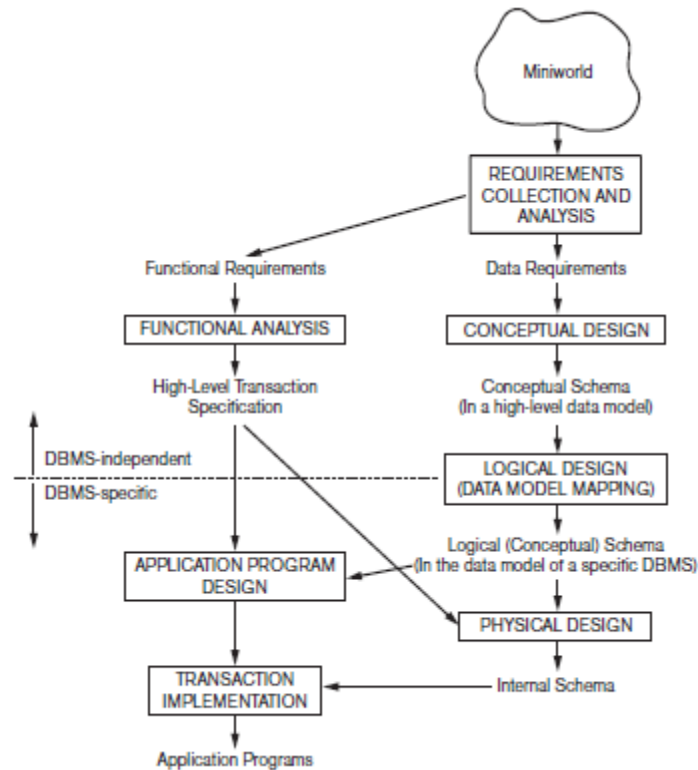 Miniworld
REQUIREMENTS
COLLECTION AND
ANALYSIS
Functional Requirements
Data Requirements
FUNCTIONAL ANALYSIS
CONCEPTUAL DESIGN
High-Level Transaction
Specification
Conceptual Schema
(In a high-level data model)
DBMS-independent
DBMS-specific
LOGICAL DESIGN
(DATA MODEL MAPPING)
Logical (Conceptual) Schema
(In the data model of a specific DBMS)
APPLICATION PROGRAM
DESIGN
PHYSICAL DESIGN
TRANSACTION
IMPLEMENTATION
Internal Schema
Application Programs